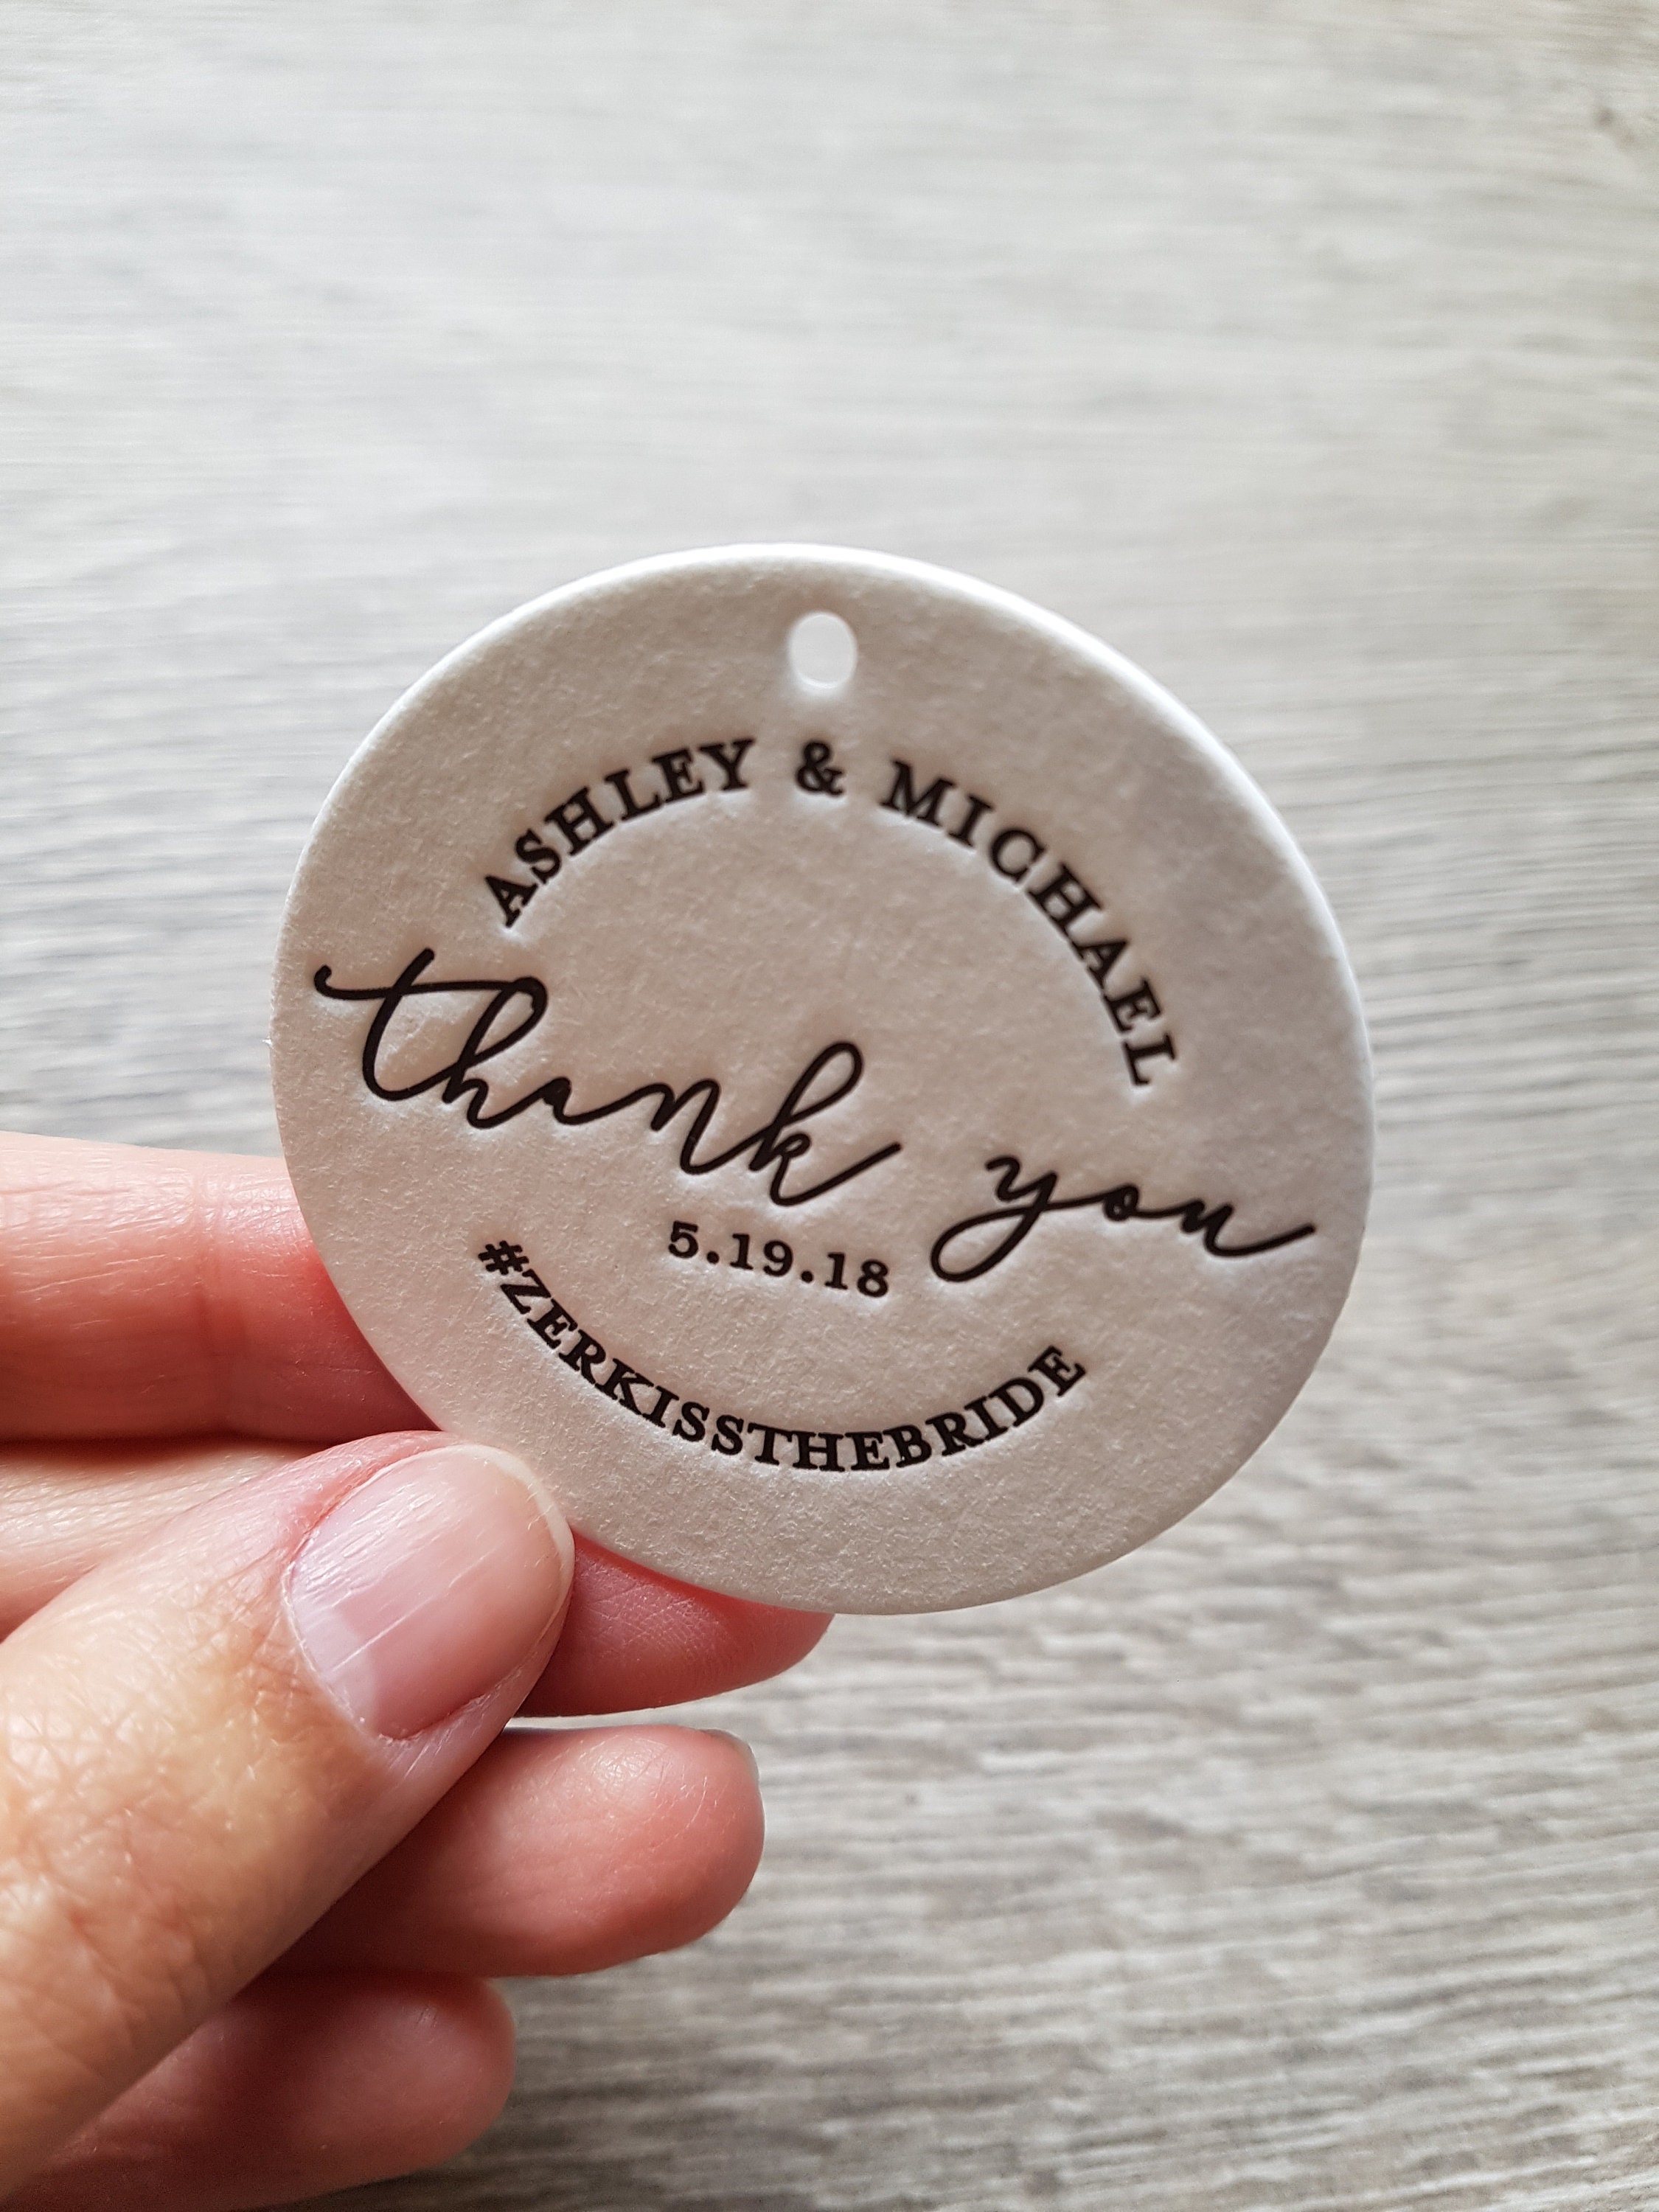 ASHLEY & MICHAEL
thank you
5.19.18
#ZERKISSTHEBRIDE